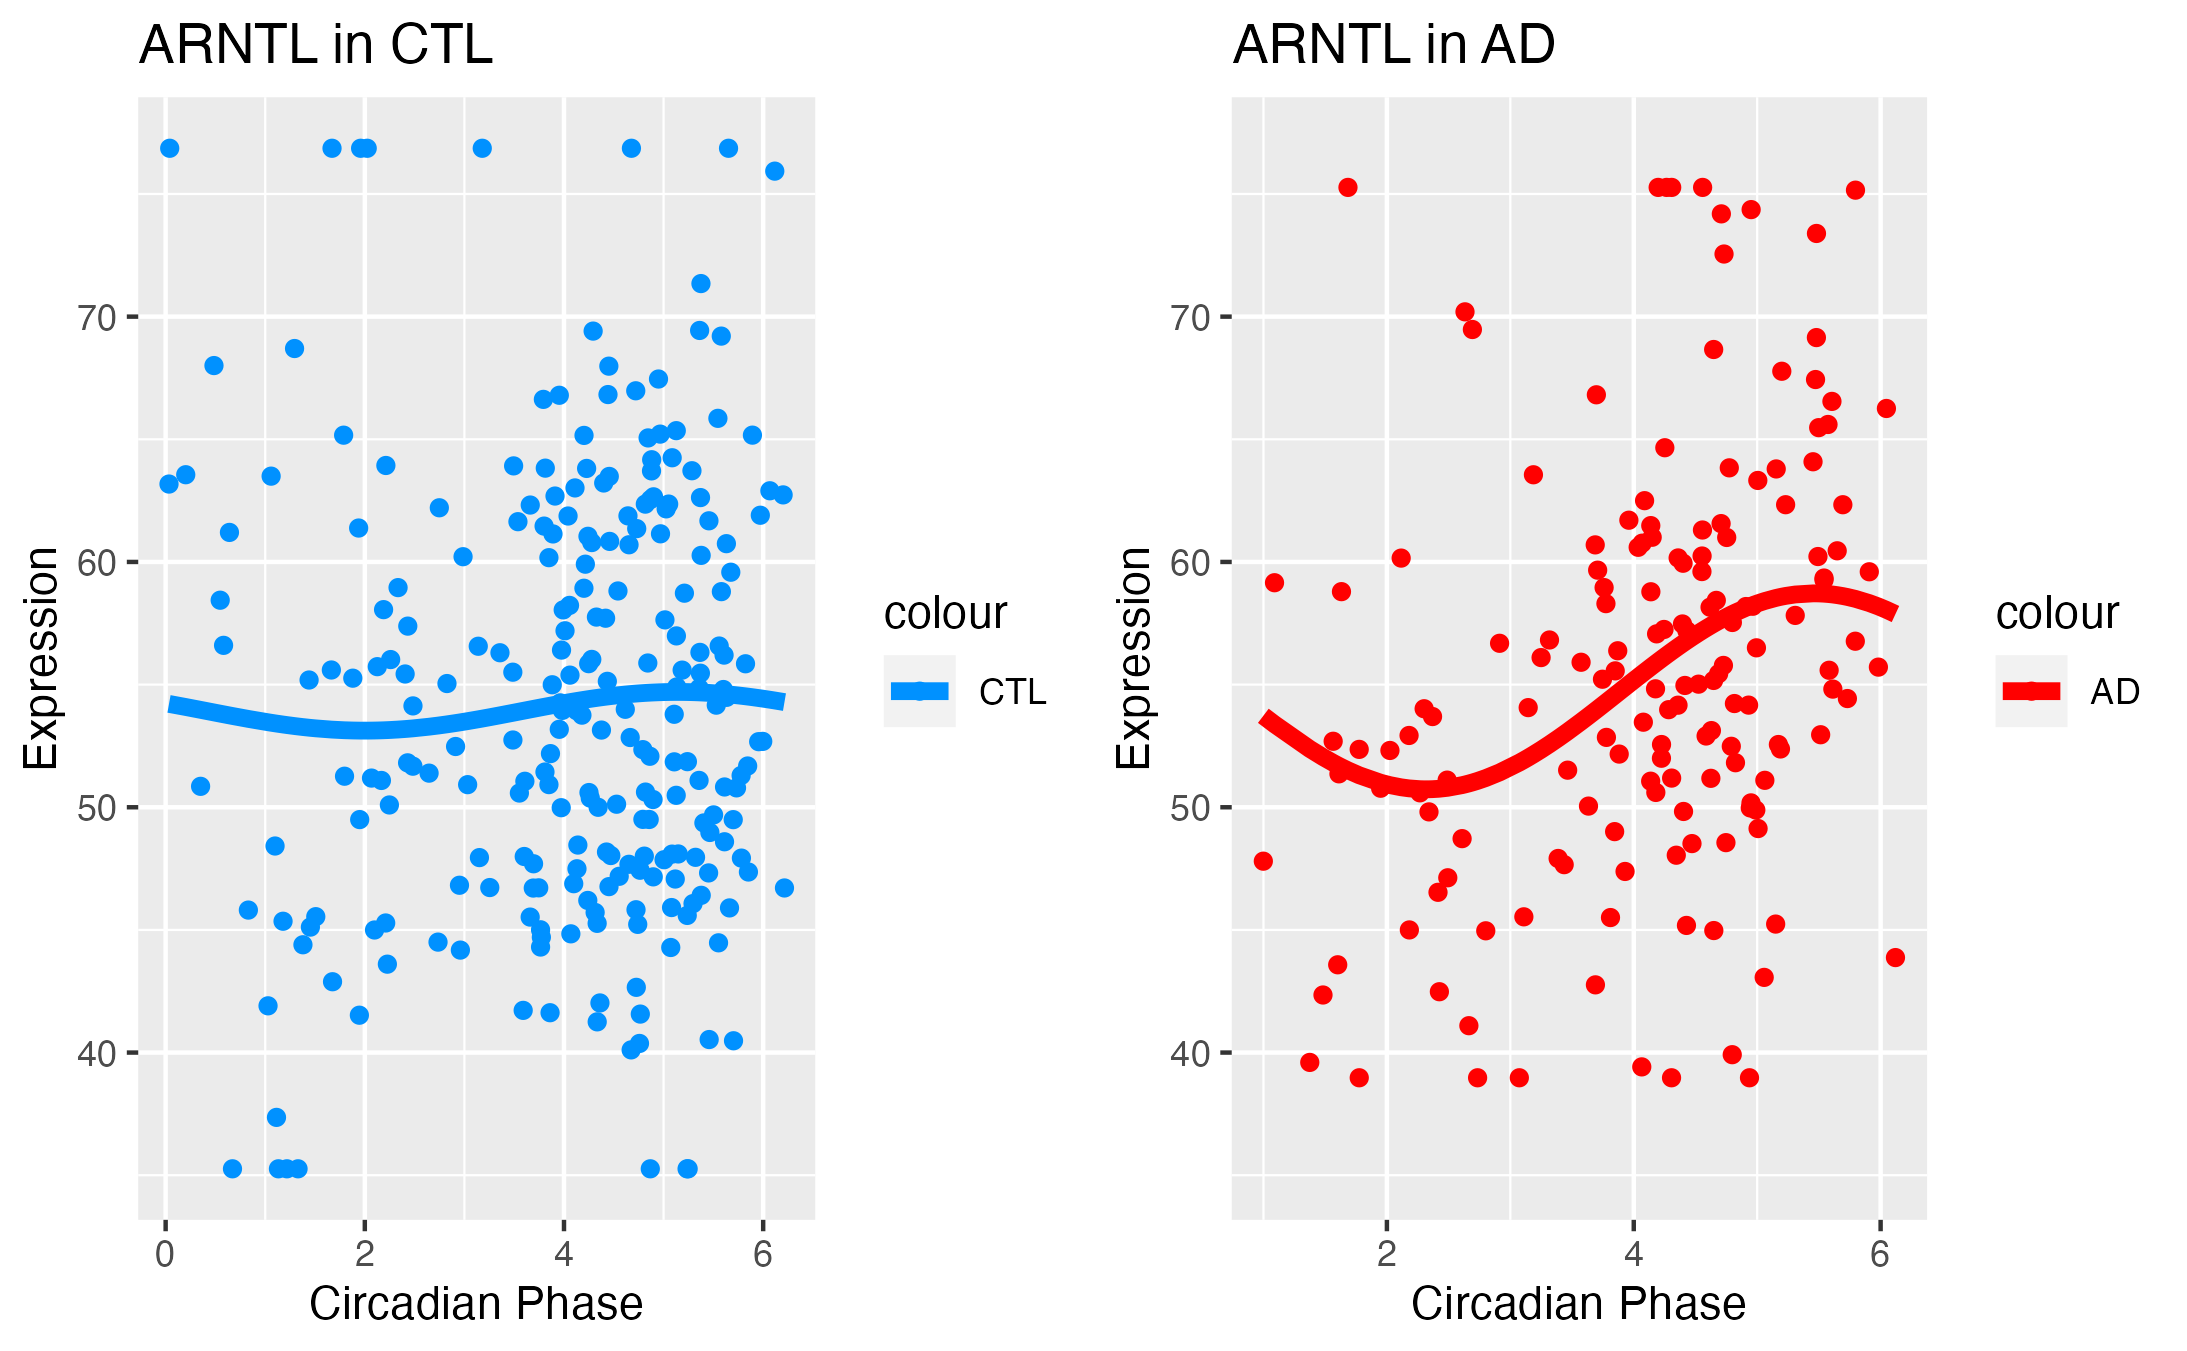 ARNTL in CTL
Expression
70
60
50
40
0 2 4 6
Circadian Phase
colour
CTL
ARNTL in AD
Expression
70
60
50
40
2 4 6
Circadian Phase
colour
AD